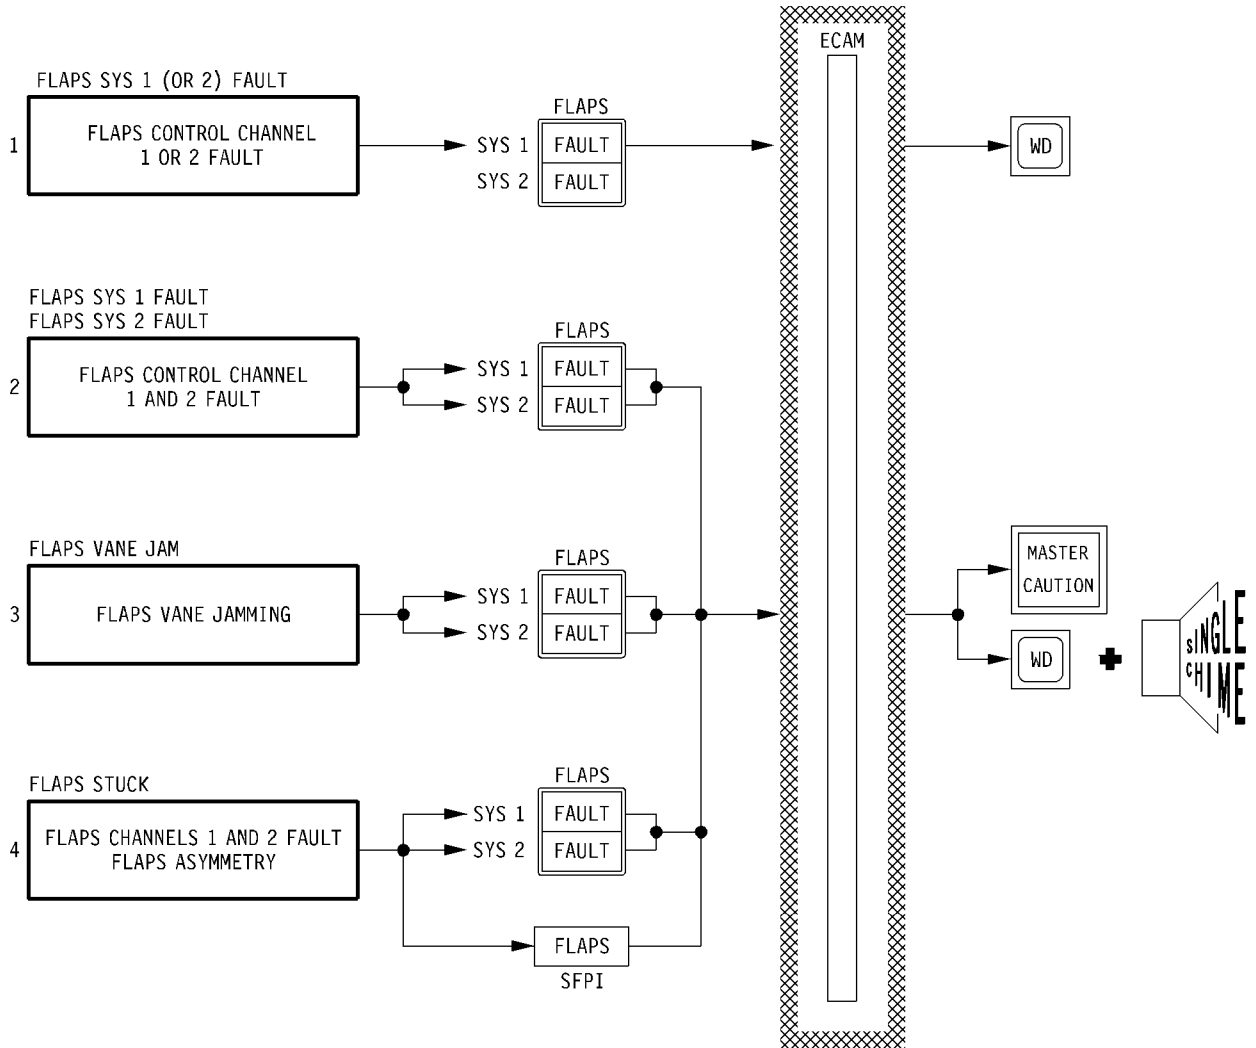 ECAM
FLAPS SYS 1 (OR 2) FAULT
1
FLAPS CONTROL CHANNEL
1 OR 2 FAULT
FLAPS
SYS 1 FAULT
SYS 2 FAULT
WD
FLAPS SYS 1 FAULT
FLAPS SYS 2 FAULT
2
FLAPS CONTROL CHANNEL
1 AND 2 FAULT
FLAPS
SYS 1 FAULT
SYS 2 FAULT
FLAPS VANE JAM
3
FLAPS VANE JAMMING
FLAPS
SYS 1 FAULT
SYS 2 FAULT
MASTER
CAUTION
WD
SINGLE
CHIME
FLAPS STUCK
4
FLAPS CHANNELS 1 AND 2 FAULT
FLAPS ASYMMETRY
FLAPS
SYS 1 FAULT
SYS 2 FAULT
FLAPS
SFPI